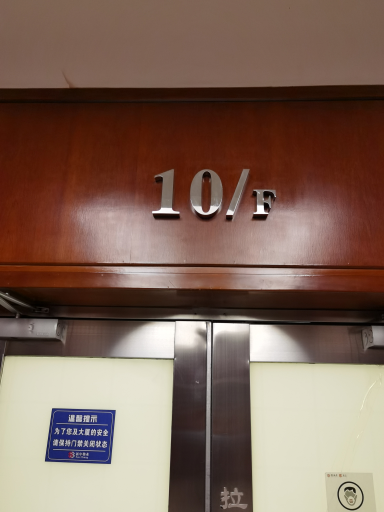 10/F
温馨提示
为了您及大厦的安全
请保持门禁关闭状态
拉